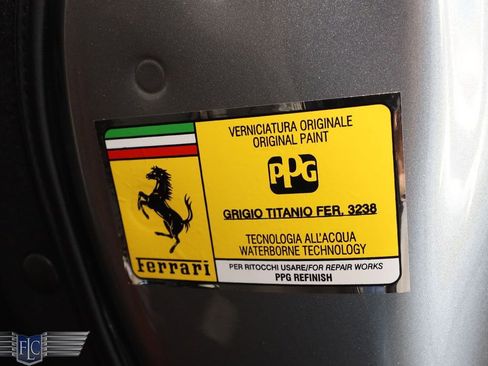 VERNICIATURA ORIGINALE
ORIGINAL PAINT
PPG
GRIGIO TITANIO FER. 3238
TECNOLOGIA ALL'ACQUA
WATERBORNE TECHNOLOGY
Ferrari
PER RITOCCHI USARE/FOR REPAIR WORKS
PPG REFINISH
FLC